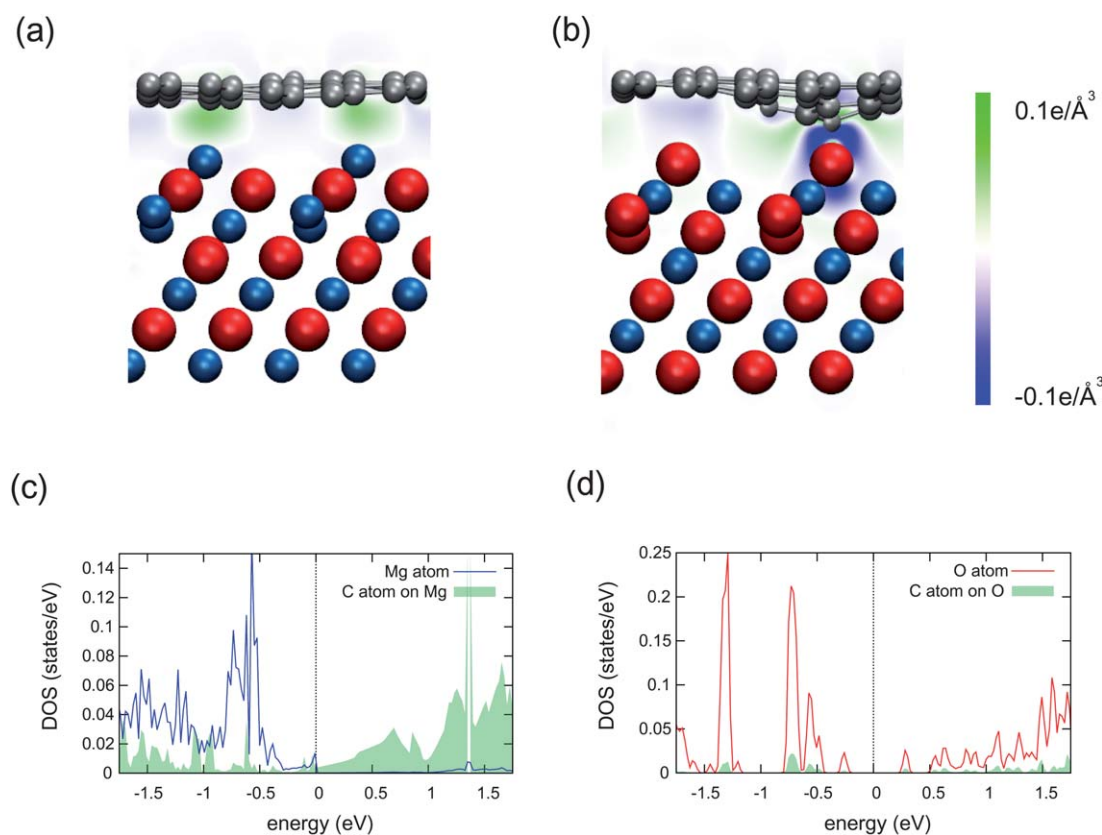 (a)
(b)
0.1e/Å³
-0.1e/Å³
(c)
(d)
DOS (states/eV)
0.14
0.12
0.1
0.08
0.06
0.04
0.02
0
Mg atom
C atom on Mg
-1.5
-1
-0.5
0
0.5
1
1.5
energy (eV)
DOS (states/eV)
0.25
0.2
0.15
0.1
0.05
0
O atom
C atom on O
-1.5
-1
-0.5
0
0.5
1
1.5
energy (eV)